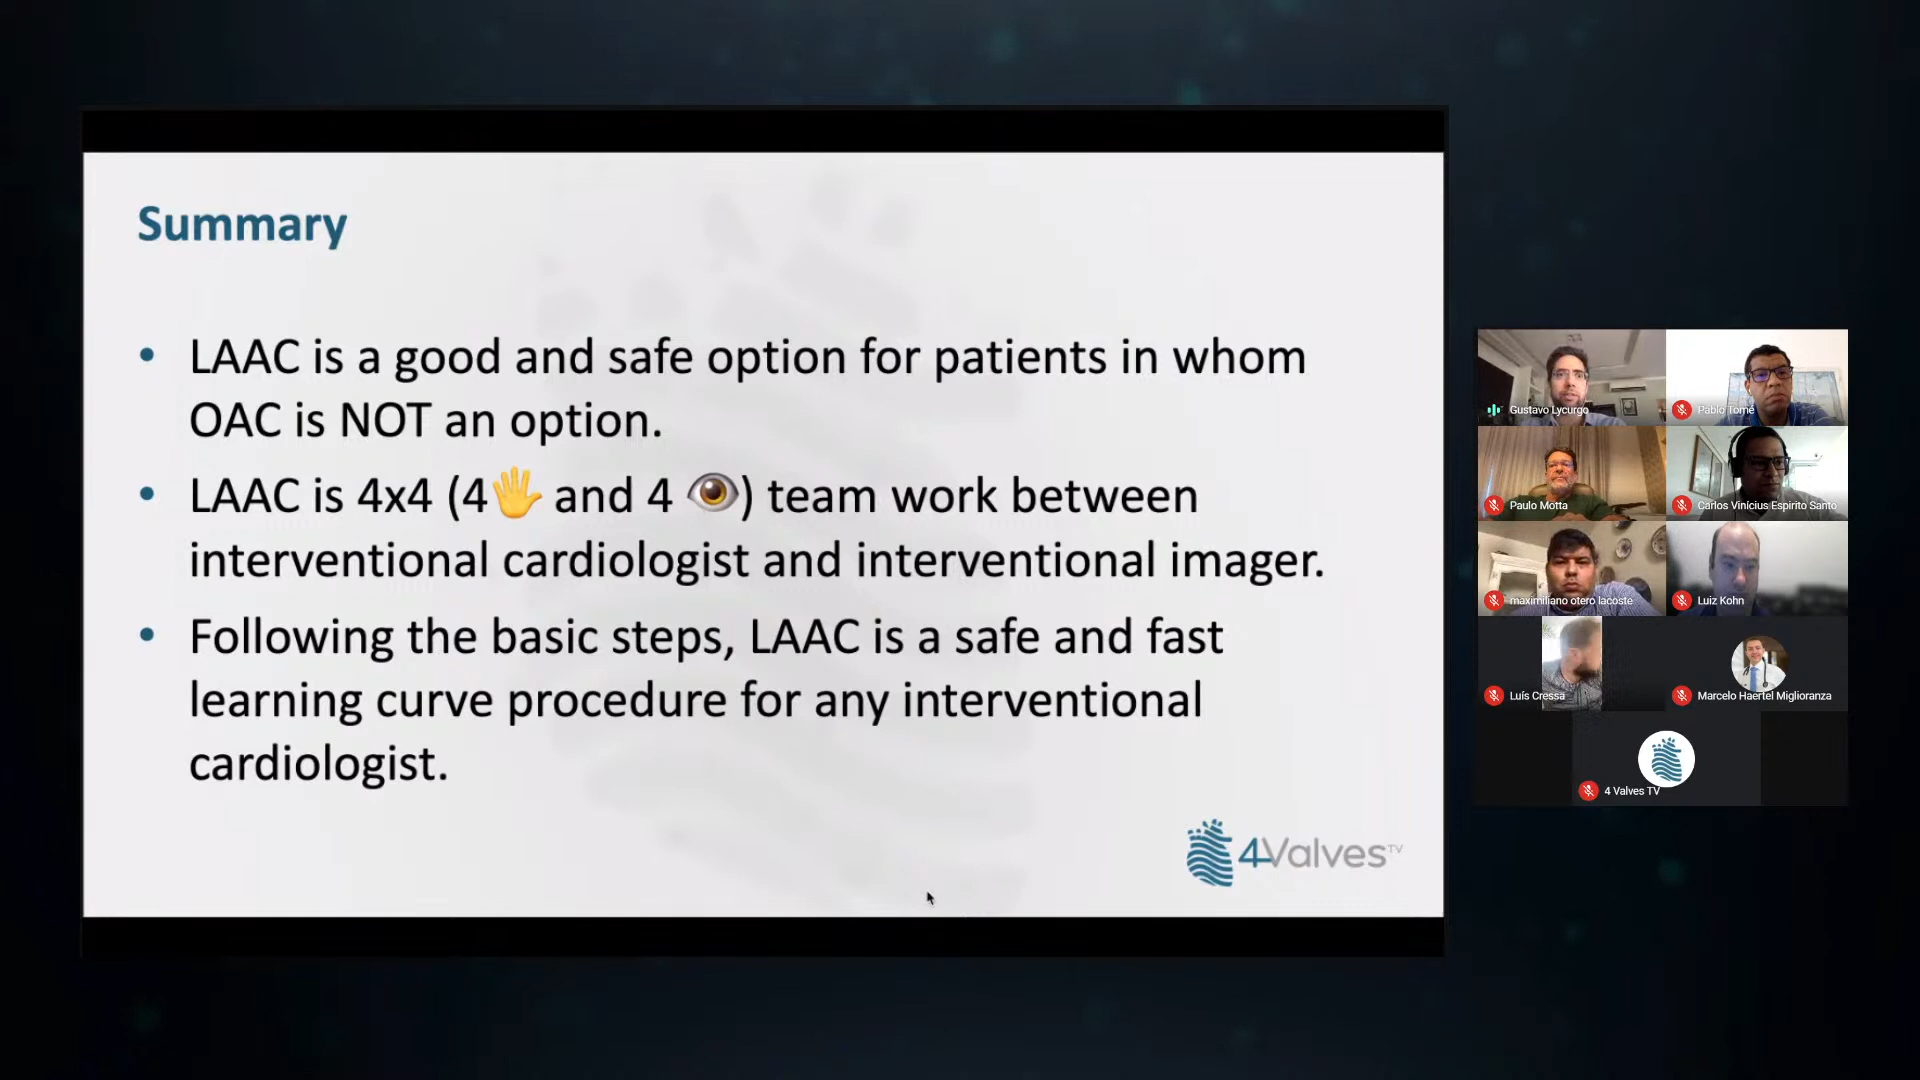 Summary
• LAAC is a good and safe option for patients in whom
OAC is NOT an option.
• LAAC is 4x4 (4🖐 and 4 👁) team work between
interventional cardiologist and interventional imager.
• Following the basic steps, LAAC is a safe and fast
learning curve procedure for any interventional
cardiologist.
4Valves TV
Gustavo Lycurgo
Pablo Tomé
Paulo Motta
Carlos Vinícius Espirito Santo
maximiliano otero lacoste
Luiz Kohn
Luís Cressa
Marcelo Haertel Miglioranza
4 Valves TV